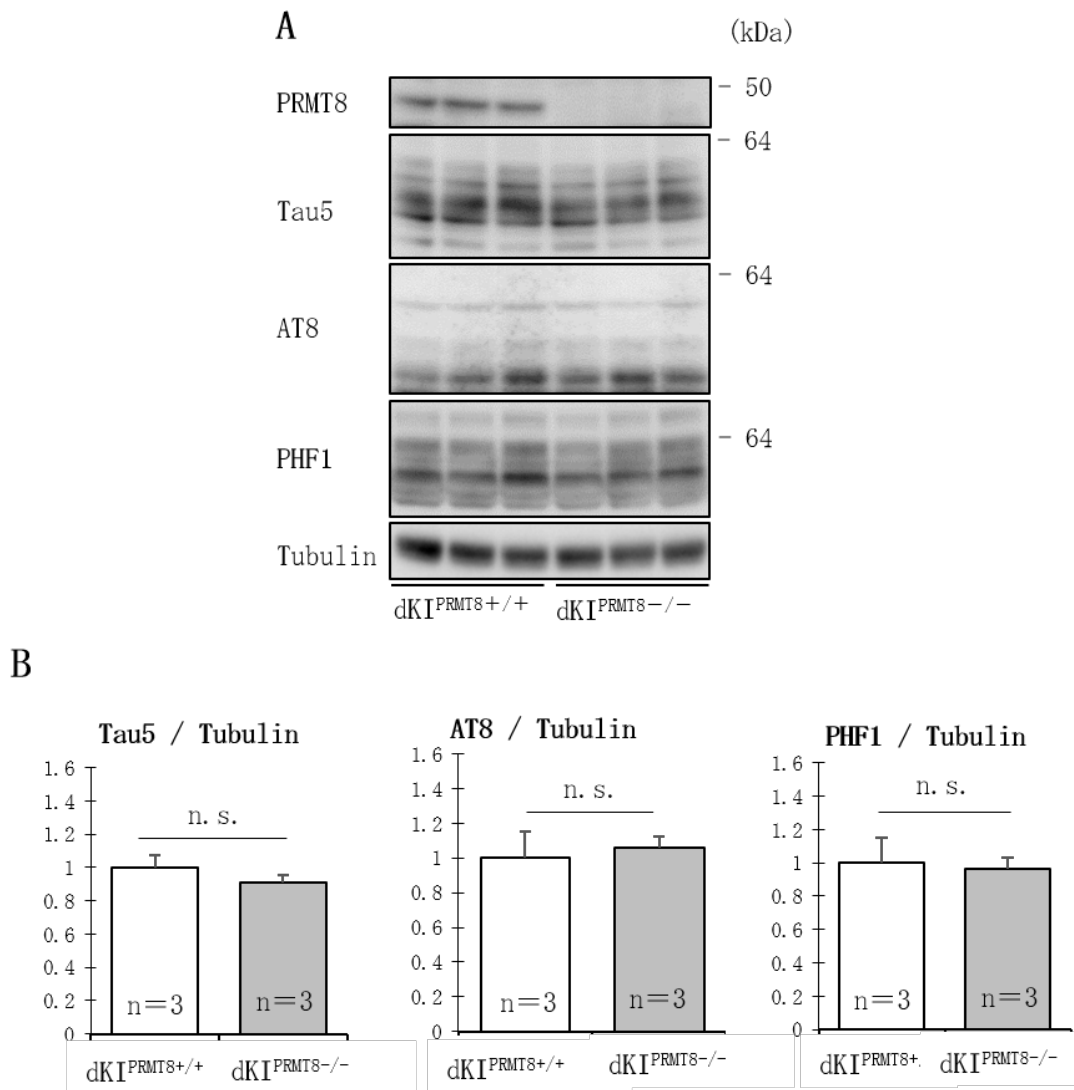 A
(kDa)
PRMT8
- 50
- 64
Tau5
- 64
AT8
- 64
PHF1
Tubulin
dKI^PRMT8+/+ dKI^PRMT8-/-
B
Tau5 / Tubulin
1.6
1.4
1.2
1
0.8
0.6
0.4
0.2
0
n.s.
n=3 n=3
dKI^PRMT8+/+ dKI^PRMT8-/-
AT8 / Tubulin
1.6
1.4
1.2
1
0.8
0.6
0.4
0.2
0
n.s.
n=3 n=3
dKI^PRMT8+/+ dKI^PRMT8-/-
PHF1 / Tubulin
1.6
1.4
1.2
1
0.8
0.6
0.4
0.2
0
n.s.
n=3 n=3
dKI^PRMT8+. dKI^PRMT8-/-